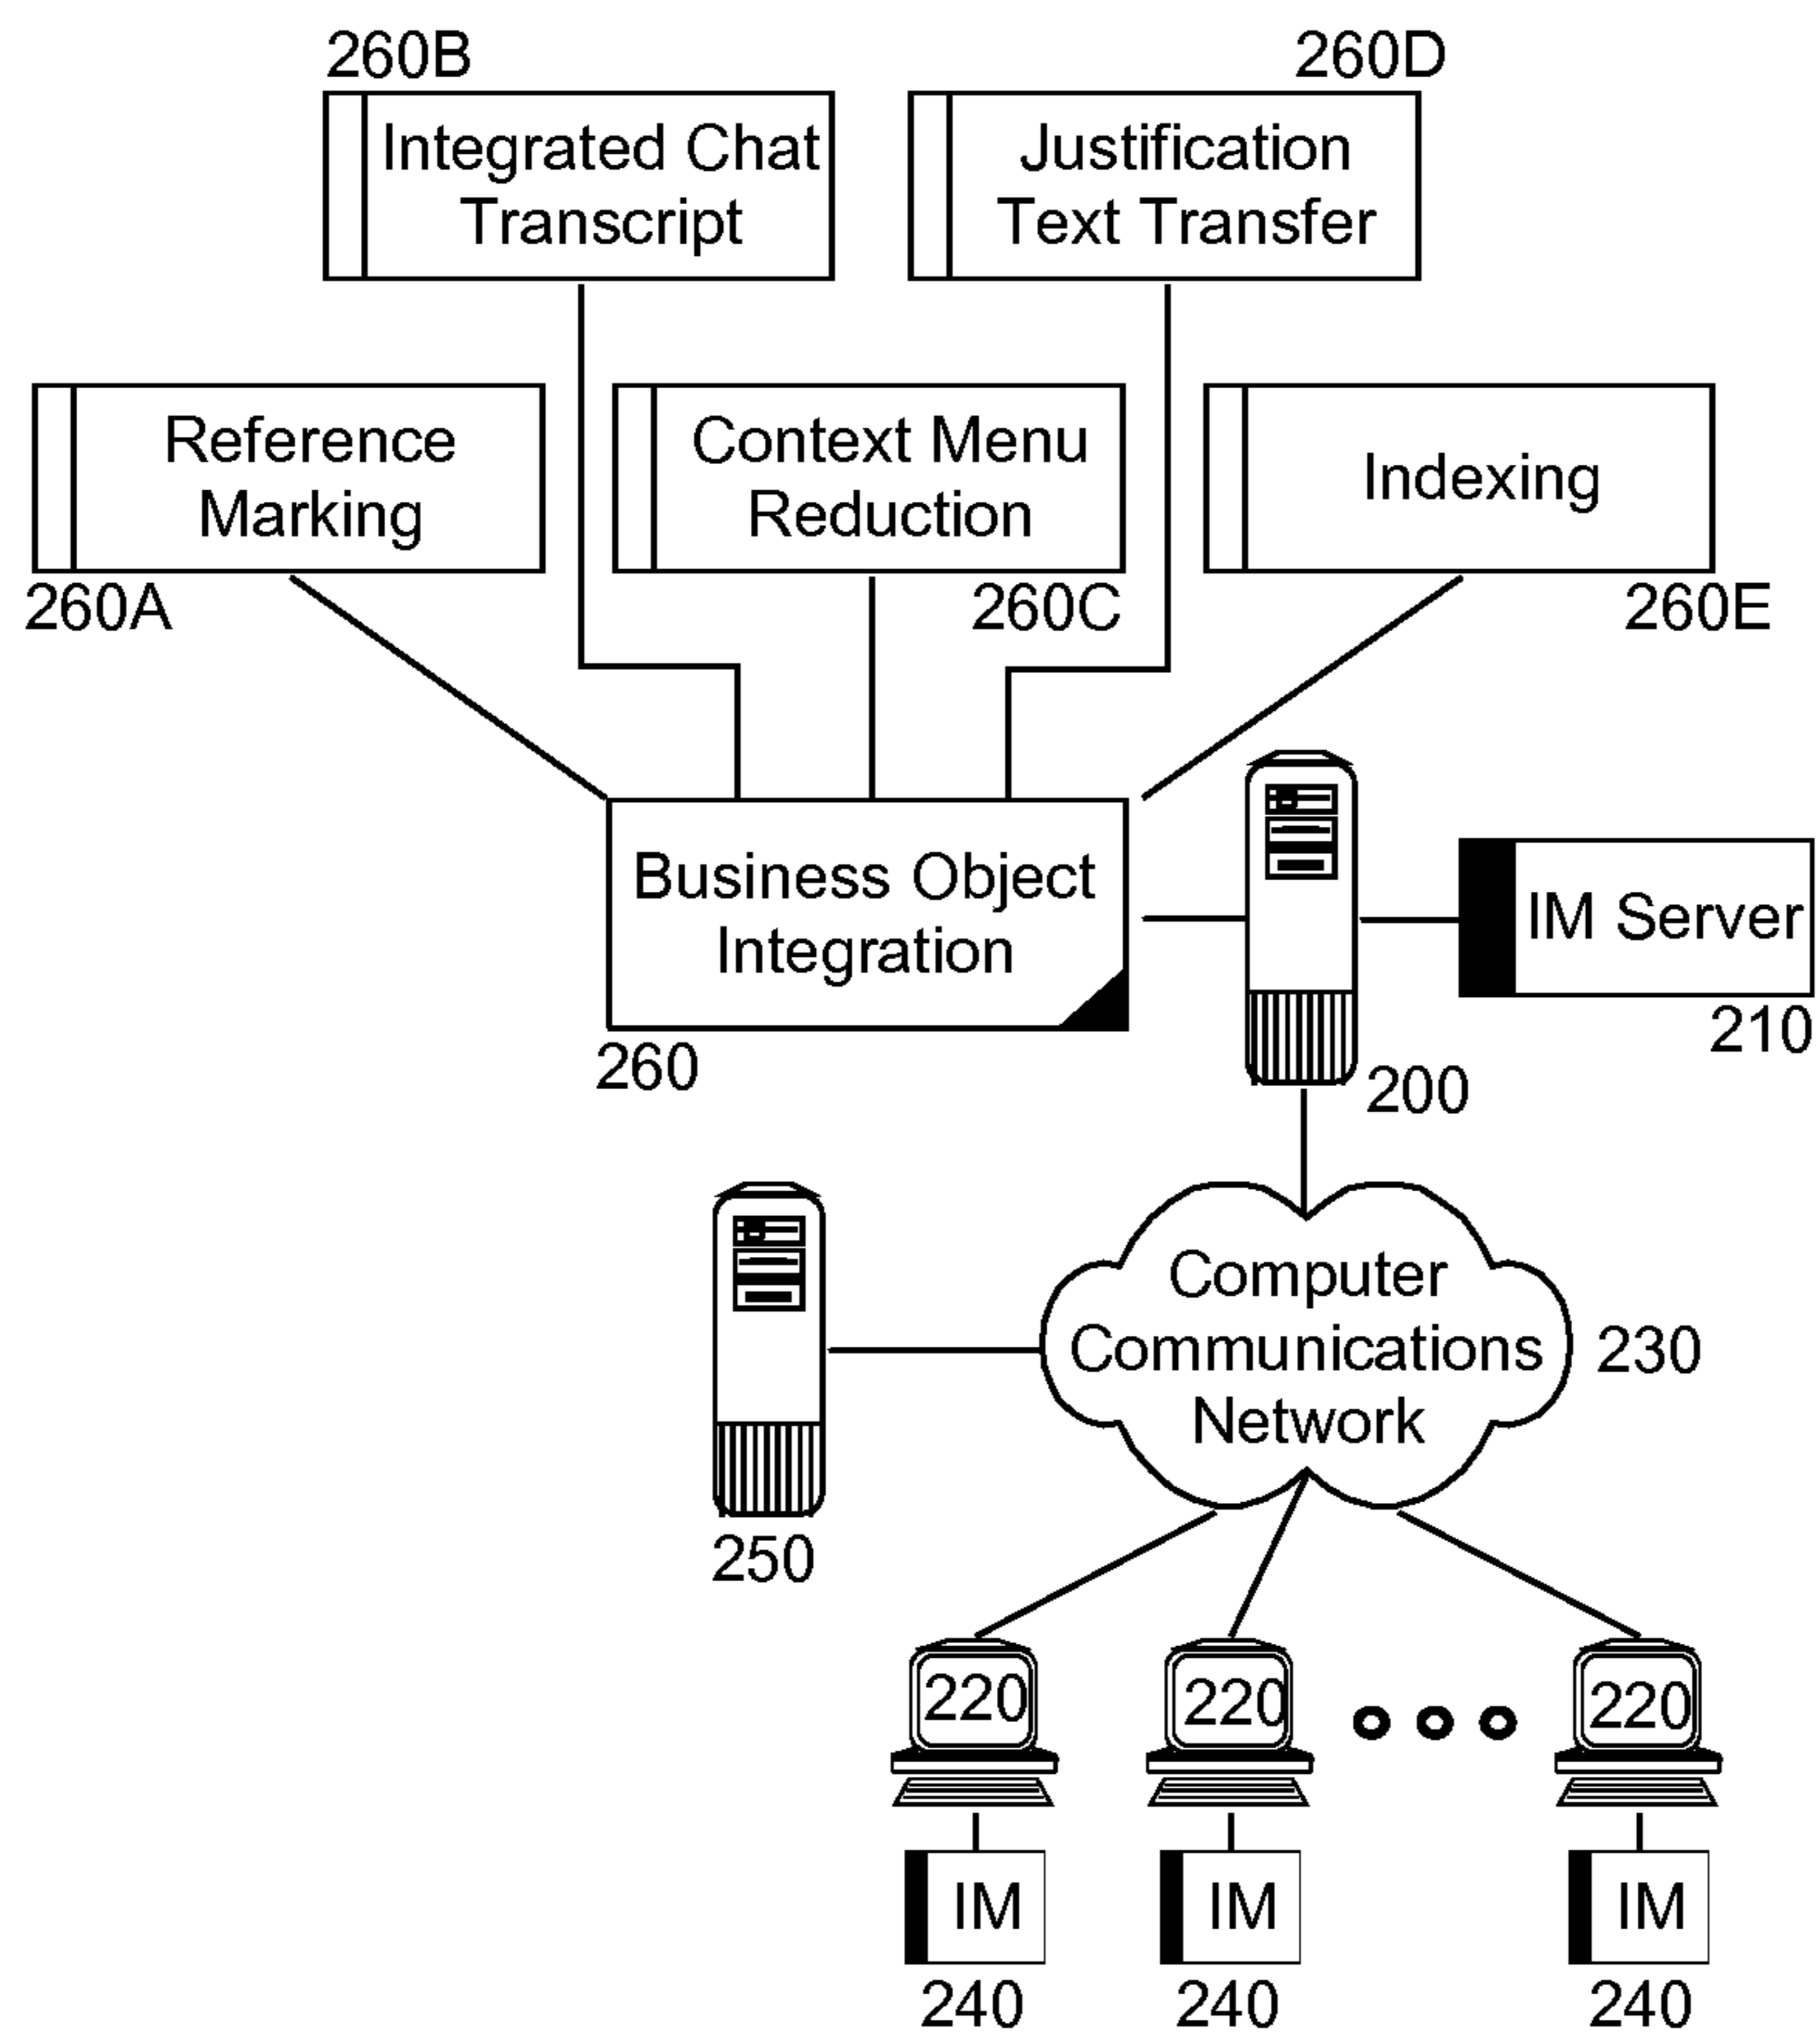 260B
260D
Integrated Chat
Transcript
Justification
Text Transfer
Reference
Marking
Context Menu
Reduction
Indexing
260A
260C
260E
Business Object
Integration
IM Server
260
200
210
Computer
Communications
Network
230
250
220
220
220
IM
IM
IM
240
240
240